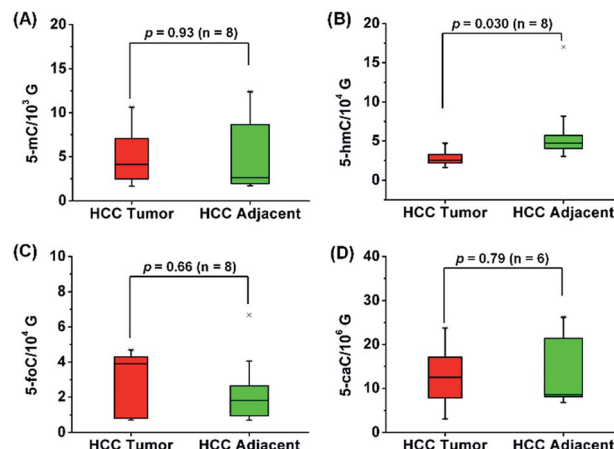 (A)
p = 0.93 (n = 8)
5-mC/10³ G
20
15
10
5
0
HCC Tumor HCC Adjacent
(B)
p = 0.030 (n = 8)
5-hmC/10⁴ G
20
15
10
5
0
HCC Tumor HCC Adjacent
(C)
p = 0.66 (n = 8)
5-foC/10⁴ G
10
8
6
4
2
0
HCC Tumor HCC Adjacent
(D)
p = 0.79 (n = 6)
5-caC/10⁶ G
40
30
20
10
0
HCC Tumor HCC Adjacent